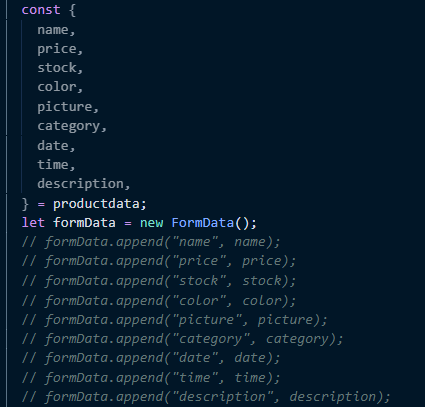 const {
  name,
  price,
  stock,
  color,
  picture,
  category,
  date,
  time,
  description,
} = productdata;
let formData = new FormData();
// formData.append("name", name);
// formData.append("price", price);
// formData.append("stock", stock);
// formData.append("color", color);
// formData.append("picture", picture);
// formData.append("category", category);
// formData.append("date", date);
// formData.append("time", time);
// formData.append("description", description);